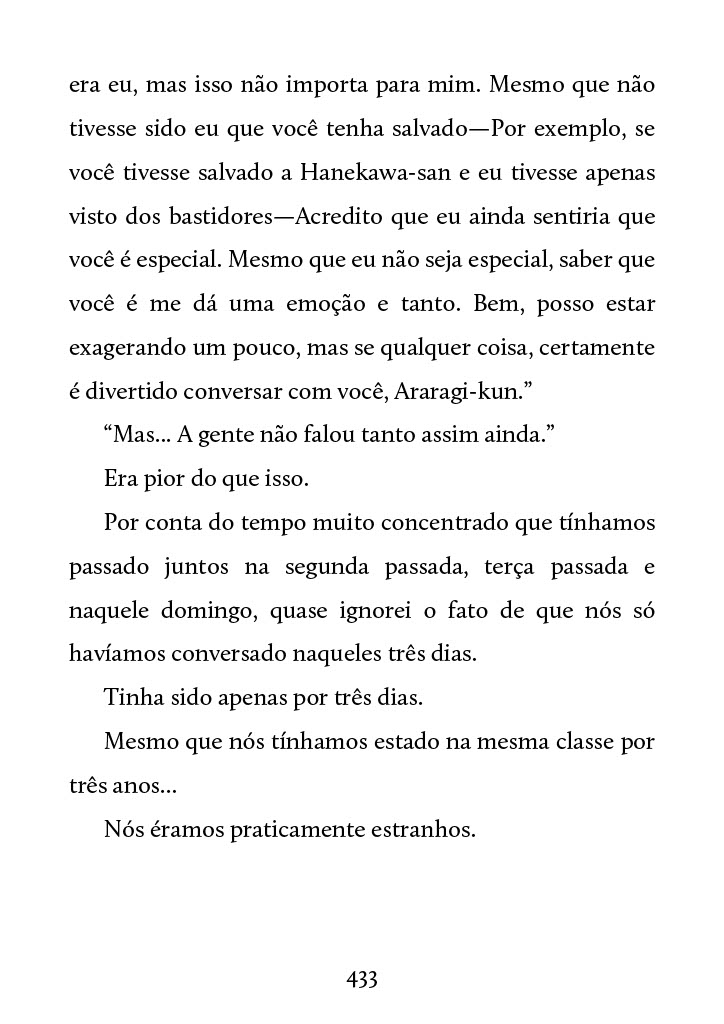 era eu, mas isso não importa para mim. Mesmo que não
tivesse sido eu que você tenha salvado—Por exemplo, se
você tivesse salvado a Hanekawa-san e eu tivesse apenas
visto dos bastidores—Acredito que eu ainda sentiria que
você é especial. Mesmo que eu não seja especial, saber que
você é me dá uma emoção e tanto. Bem, posso estar
exagerando um pouco, mas se qualquer coisa, certamente
é divertido conversar com você, Araragi-kun.”
“Mas... A gente não falou tanto assim ainda.”
Era pior do que isso.
Por conta do tempo muito concentrado que tínhamos
passado juntos na segunda passada, terça passada e
naquele domingo, quase ignorei o fato de que nós só
havíamos conversado naqueles três dias.
Tinha sido apenas por três dias.
Mesmo que nós tínhamos estado na mesma classe por
três anos...
Nós éramos praticamente estranhos.
433